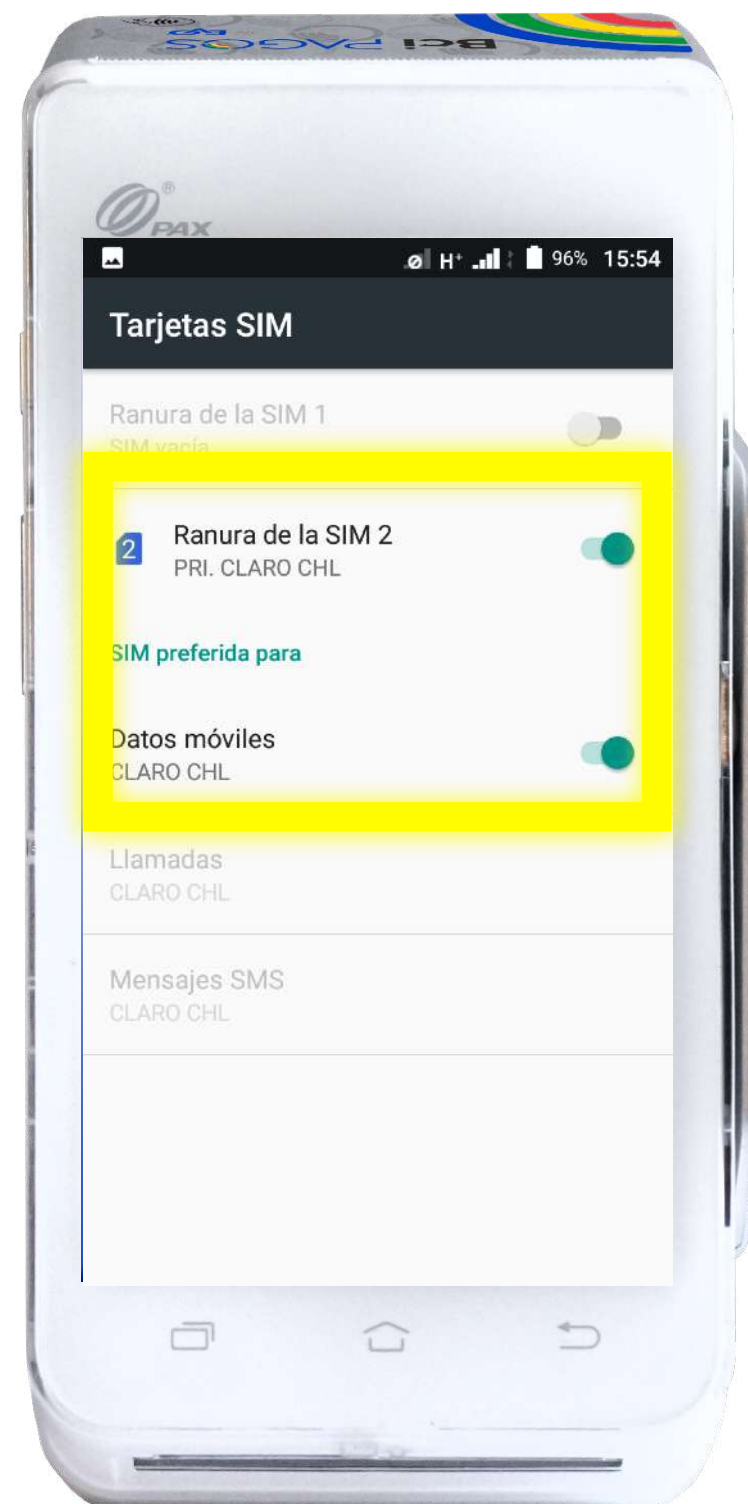 Bci PAGOS
PAX
H+ 96% 15:54
Tarjetas SIM
Ranura de la SIM 1
SIM vacía
2
Ranura de la SIM 2
PRI. CLARO CHL
SIM preferida para
Datos móviles
CLARO CHL
Llamadas
CLARO CHL
Mensajes SMS
CLARO CHL